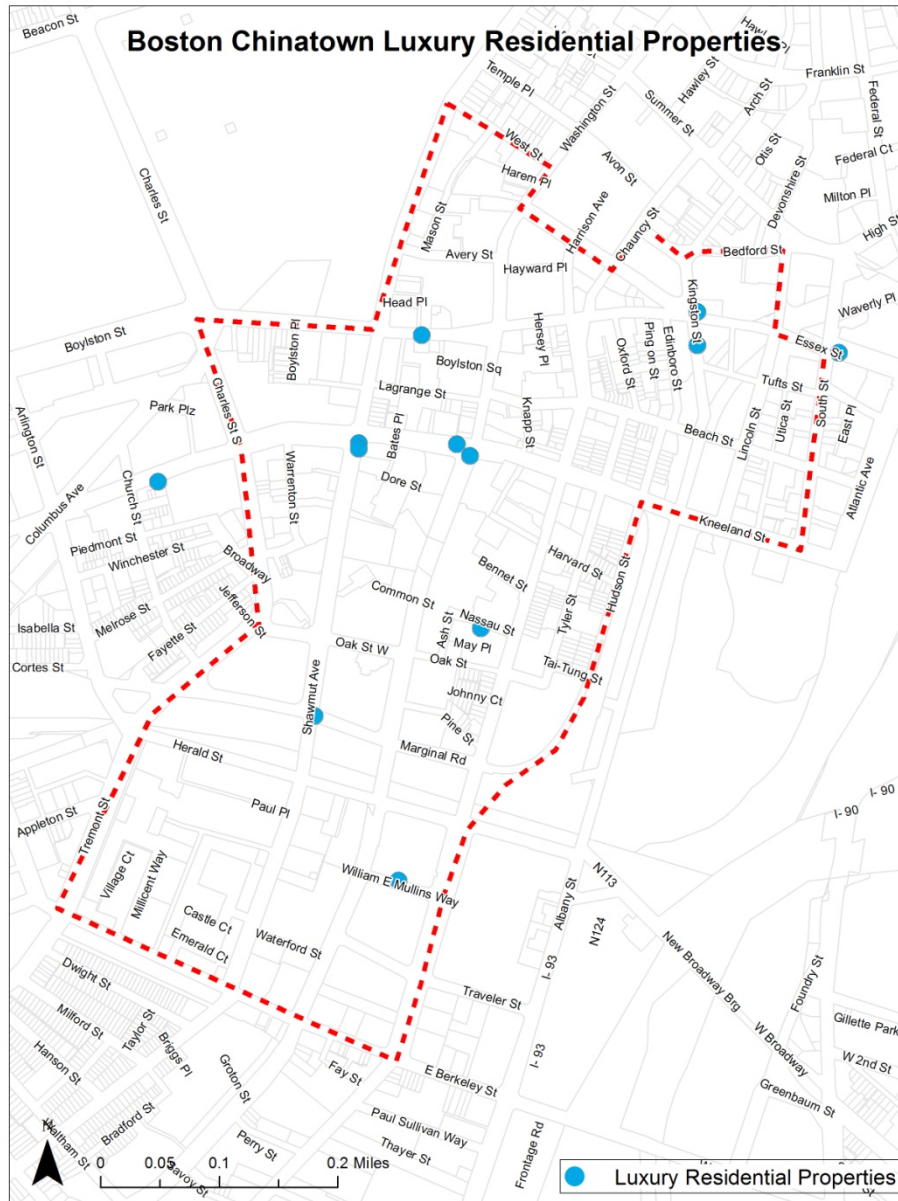 Boston Chinatown Luxury Residential Properties
Beacon St
Hawley St
Temple Pl
Franklin St
Arch St
Washington St
Summer St
Federal St
West St
Otis St
Federal Ct
Avon St
Harem Pl
Devonshire St
Milton Pl
Charles St
Harrison Ave
Chauncy St
High St
Mason St
Bedford St
Avery St
Hayward Pl
Kingston St
Waverly Pl
Head Pl
Boylston St
Boylston Pl
Hersey Pl
Ping on St
Edinboro St
Essex St
Oxford St
Boylston Sq
Tufts St
Lagrange St
South St
Park Plz
Charles St S
Utica St
East Pl
Arlington St
Bates Pl
Knapp St
Beach St
Lincoln St
Church St
Warrenton St
Dore St
Atlantic Ave
Columbus Ave
Kneeland St
Piedmont St
Winchester St
Broadway
Harvard St
Bennet St
Hudson St
Melrose St
Jefferson St
Common St
Tyler St
Isabella St
Fayette St
Ash St
Nassau St
Oak St W
May Pl
Cortes St
Oak St
Tai-Tung St
Johnny Ct
Shawmut Ave
Pine St
Herald St
Marginal Rd
I- 90
I- 90
Paul Pl
Appleton St
Tremont St
Village Ct
Millicent Way
William E Mullins Way
N113
Albany St
Castle Ct
N124
Emerald Ct
Waterford St
New Broadway Brg
I- 93
Dwight St
Foundry St
Traveler St
Milford St
Taylor St
Gillette Park
Briggs Pl
W Broadway
Hanson St
Groton St
Fay St
I- 93
W 2nd St
E Berkeley St
Greenbaum St
Bradford St
Paul Sullivan Way
Waltham St
Perry St
Thayer St
Frontage Rd
Savoy St
0 0.05 0.1 0.2 Miles
Luxury Residential Properties